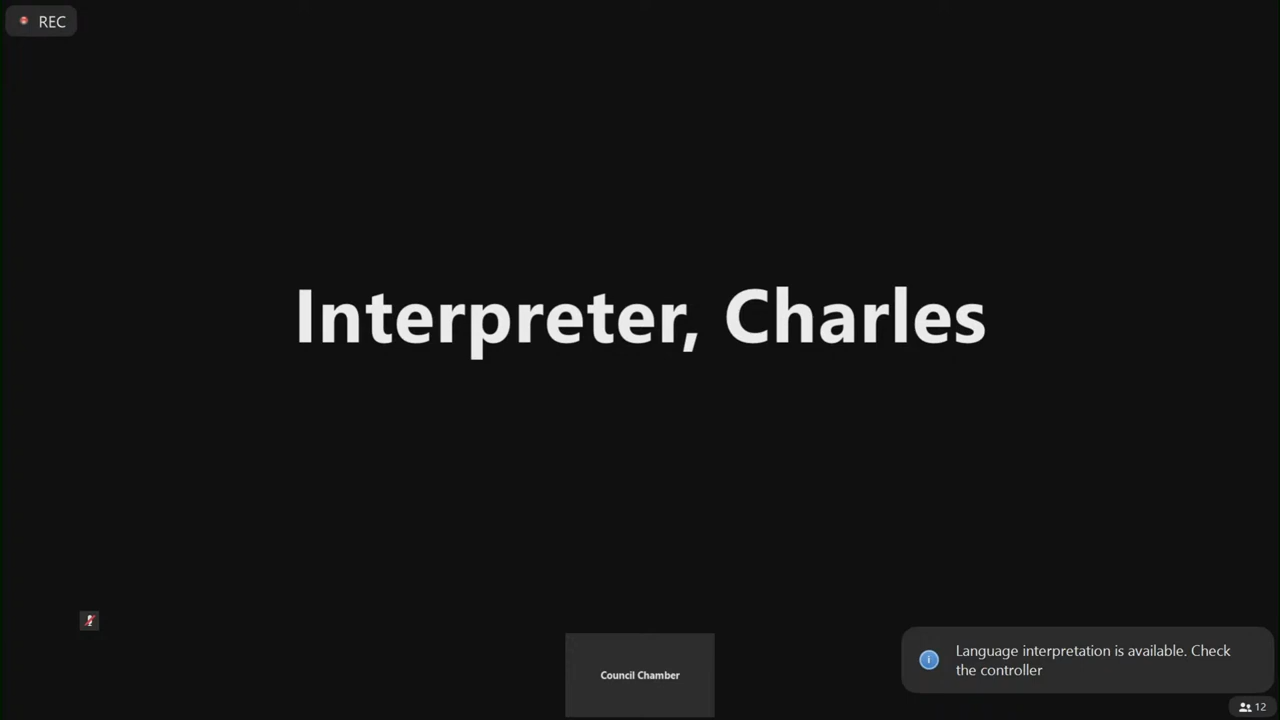 REC
Interpreter, Charles
Council Chamber
Language interpretation is available. Check
the controller
12